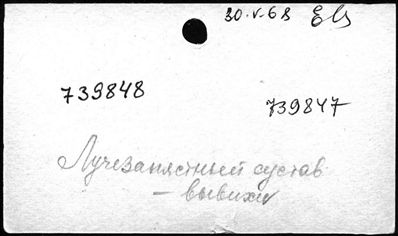 30.V.68
739848
739847
Лучезапястный сустав
— вывихи